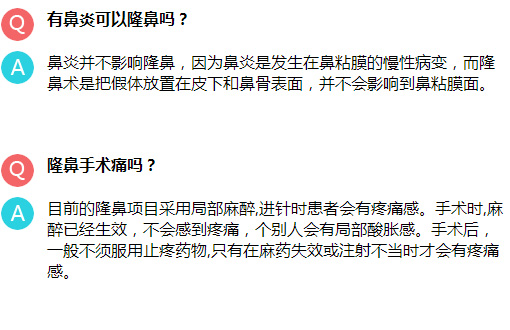 Q 有鼻炎可以隆鼻吗？
A 鼻炎并不影响隆鼻，因为鼻炎是发生在鼻粘膜的慢性病变，而隆
鼻术是把假体放置在皮下和鼻骨表面，并不会影响到鼻粘膜面。
Q 隆鼻手术痛吗？
A 目前的隆鼻项目采用局部麻醉,进针时患者会有疼痛感。手术时,麻
醉已经生效，不会感到疼痛，个别人会有局部酸胀感。手术后，
一般不须服用止疼药物,只有在麻药失效或注射不当时才会有疼痛
感。